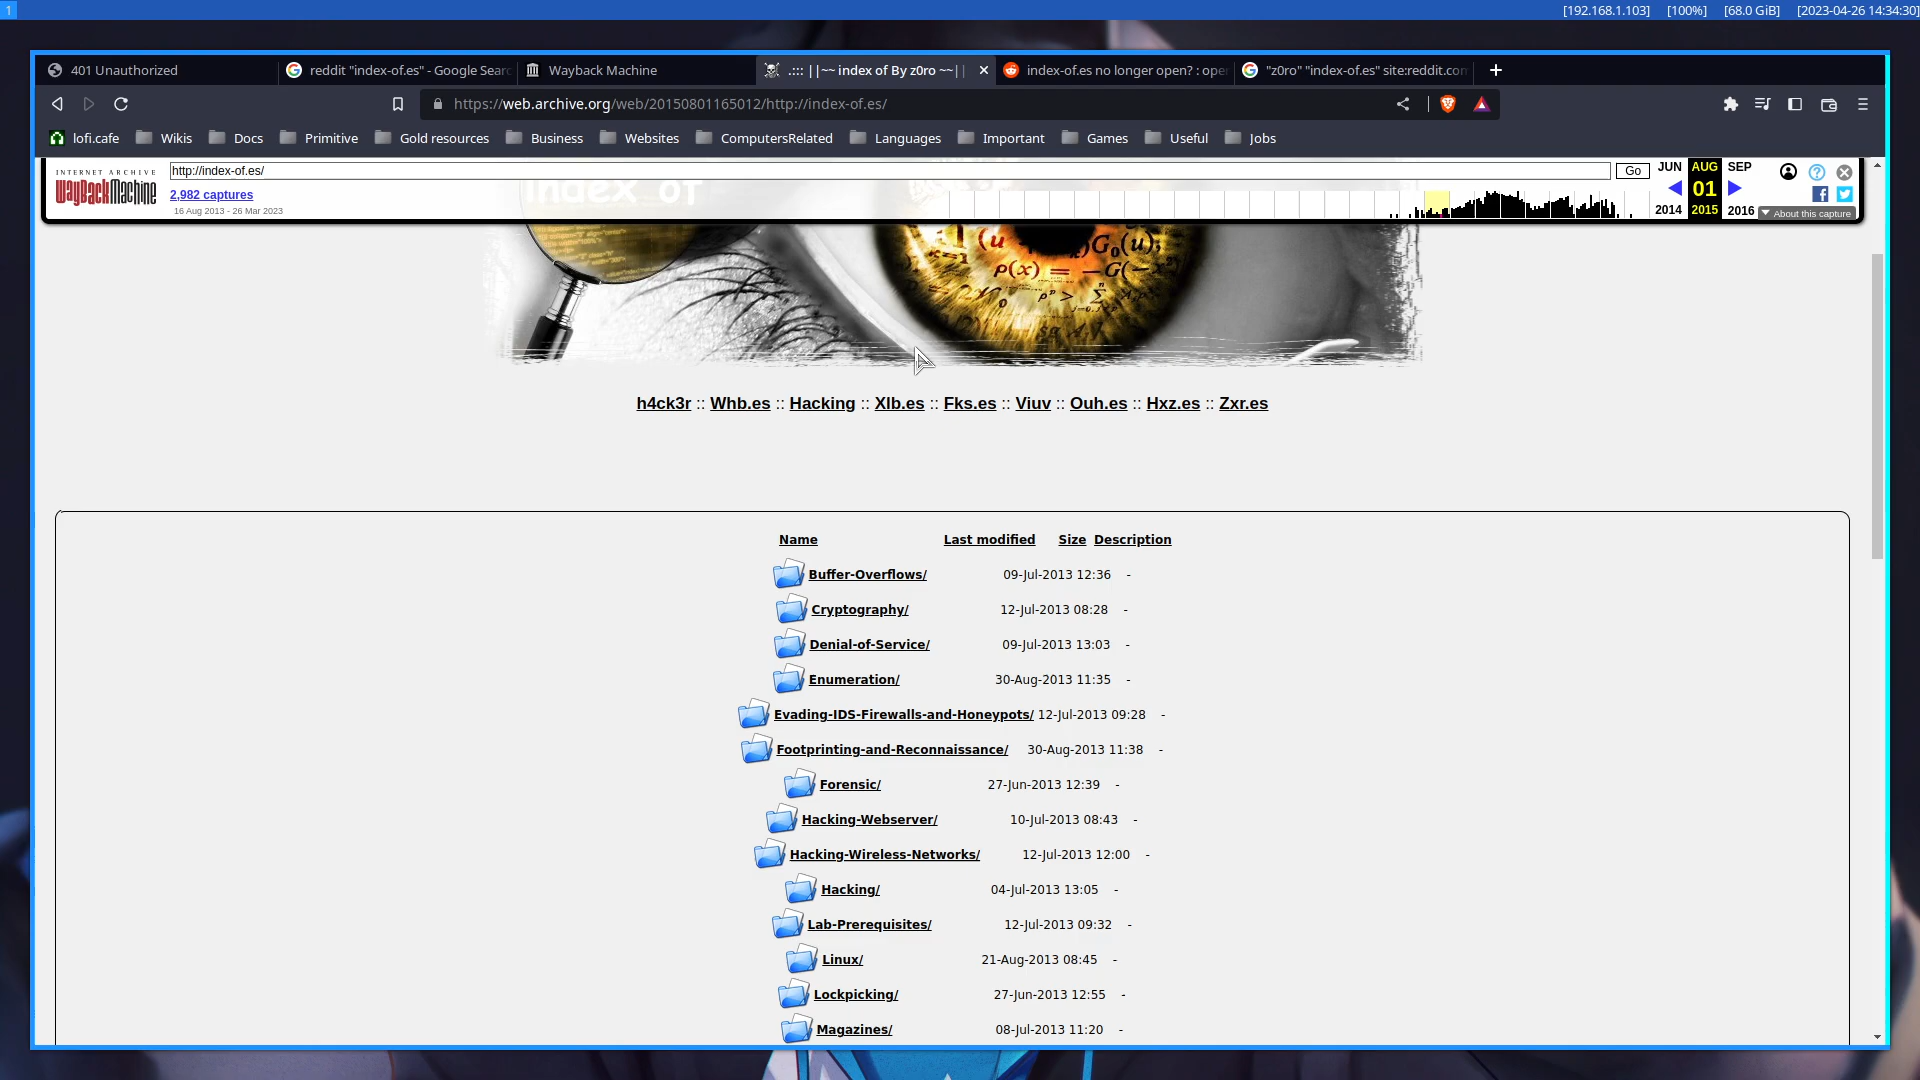 1 [192.168.1.103] [100%] [68.0 GiB] [2023-04-26 14:34:30]
401 Unauthorized reddit "index-of.es" - Google Searc Wayback Machine .::: ||~~ index of By z0ro ~~|| index-of.es no longer open? : ope "z0ro" "index-of.es" site:reddit.com
https://web.archive.org/web/20150801165012/http://index-of.es/
lofi.cafe Wikis Docs Primitive Gold resources Business Websites ComputersRelated Languages Important Games Useful Jobs
INTERNET ARCHIVE
WayBackMachine
http://index-of.es/ Go
2,982 captures
16 Aug 2013 - 26 Mar 2023
JUN AUG SEP
01
2014 2015 2016
About this capture
index of
h4ck3r :: Whb.es :: Hacking :: Xlb.es :: Fks.es :: Viuv :: Ouh.es :: Hxz.es :: Zxr.es
Name Last modified Size Description
Buffer-Overflows/ 09-Jul-2013 12:36 -
Cryptography/ 12-Jul-2013 08:28 -
Denial-of-Service/ 09-Jul-2013 13:03 -
Enumeration/ 30-Aug-2013 11:35 -
Evading-IDS-Firewalls-and-Honeypots/ 12-Jul-2013 09:28 -
Footprinting-and-Reconnaissance/ 30-Aug-2013 11:38 -
Forensic/ 27-Jun-2013 12:39 -
Hacking-Webserver/ 10-Jul-2013 08:43 -
Hacking-Wireless-Networks/ 12-Jul-2013 12:00 -
Hacking/ 04-Jul-2013 13:05 -
Lab-Prerequisites/ 12-Jul-2013 09:32 -
Linux/ 21-Aug-2013 08:45 -
Lockpicking/ 27-Jun-2013 12:55 -
Magazines/ 08-Jul-2013 11:20 -